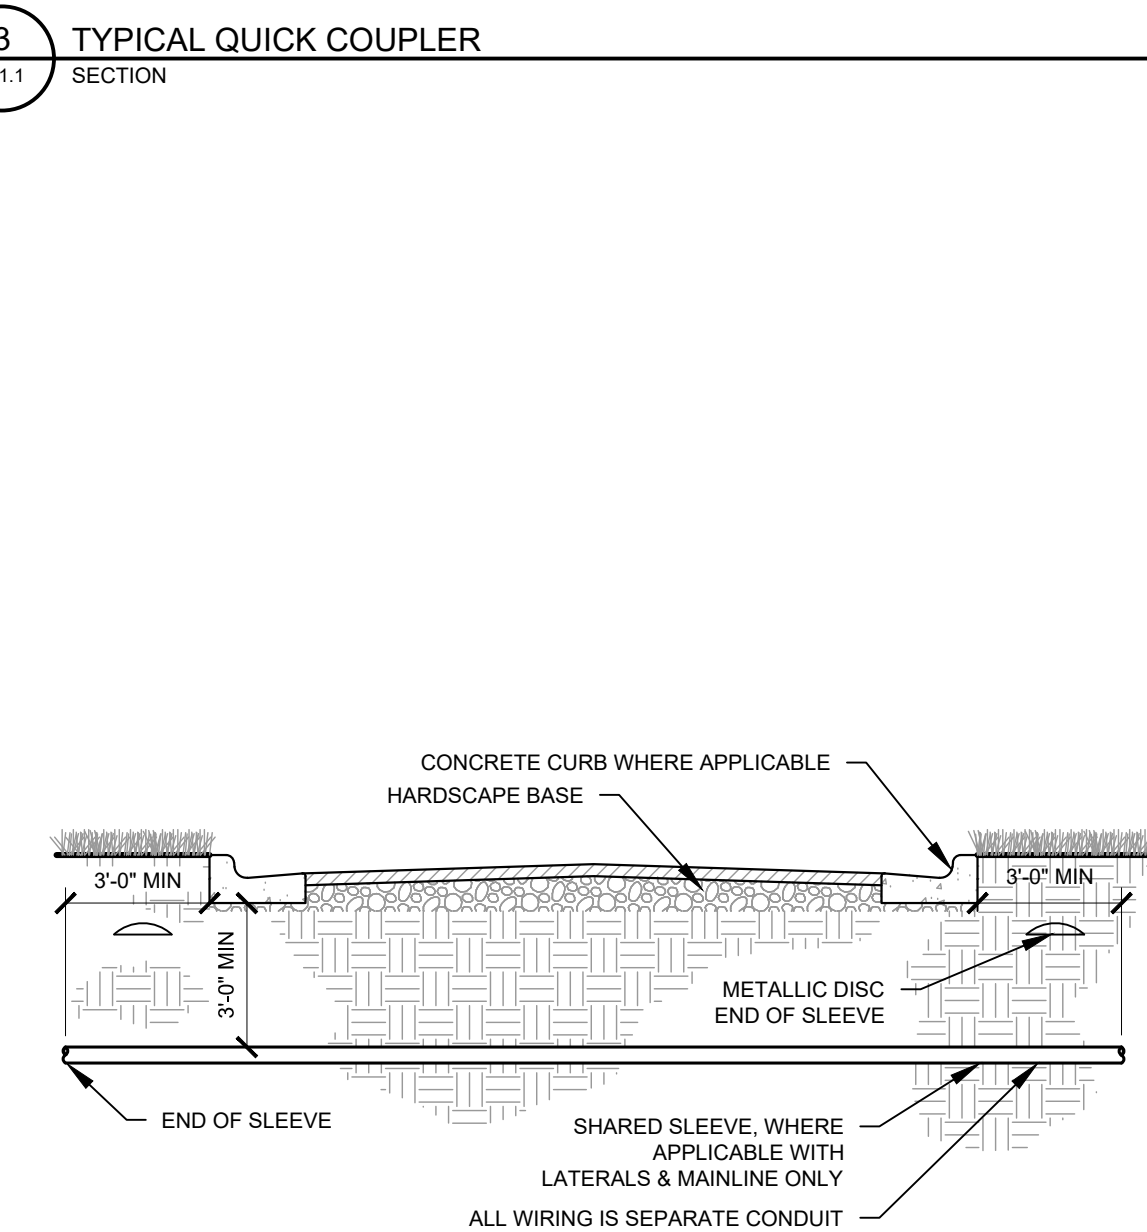 3
TYPICAL QUICK COUPLER
1.1
SECTION
CONCRETE CURB WHERE APPLICABLE
HARDSCAPE BASE
3'-0" MIN
3'-0" MIN
3'-0" MIN
METALLIC DISC
END OF SLEEVE
END OF SLEEVE
SHARED SLEEVE, WHERE
APPLICABLE WITH
LATERALS & MAINLINE ONLY
ALL WIRING IS SEPARATE CONDUIT